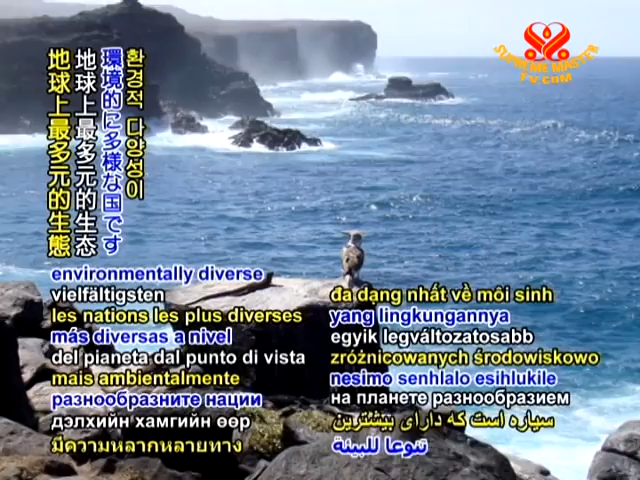 SUPREME MASTER
TV.COM
환경적 다양성이
環境的に多様な国です
地球上最多元的生态
地球上最多元的生態
environmentally diverse
vielfältigsten
les nations les plus diverses
más diversas a nivel
del pianeta dal punto di vista
mais ambientalmente
разнообразните нации
дэлхийн хамгийн өөр
มีความหลากหลายทาง
đa dạng nhất về môi sinh
yang lingkungannya
egyik legváltozatosabb
zróżnicowanych środowiskowo
nesimo senhlalo esihlukile
на планете разнообразием
سیاره است که دارای بیشترین
تنوعا للبيئة